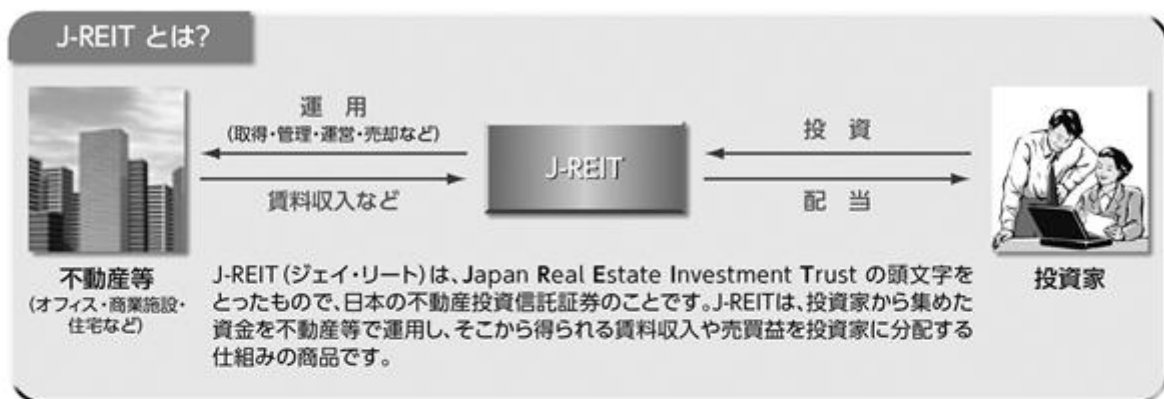 J-REIT とは?
運 用
(取得・管理・運営・売却など)
J-REIT
賃料収入など
投 資
配 当
不動産等
(オフィス・商業施設・
住宅など)
J-REIT(ジェイ・リート)は、Japan Real Estate Investment Trust の頭文字を
とったもので、日本の不動産投資信託証券のことです。J-REITは、投資家から集めた
資金を不動産等で運用し、そこから得られる賃料収入や売買益を投資家に分配する
仕組みの商品です。
投資家